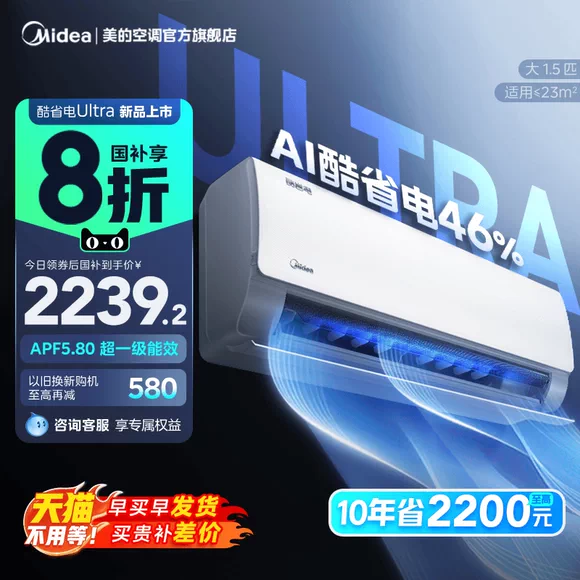 Midea 美的空调官方旗舰店
大 1.5 匹
适用≤23m²
ULTRA
酷省电Ultra 新品上市
国补享
8折
今日领券后国补到手价¥
2239.2
APF5.80 超一级能效
以旧换新购机
至高再减 580
咨询客服 享专属权益
AI酷省电46%
Midea
天猫
不用等!
早买早发货
买贵补差价
10年省2200元
至高